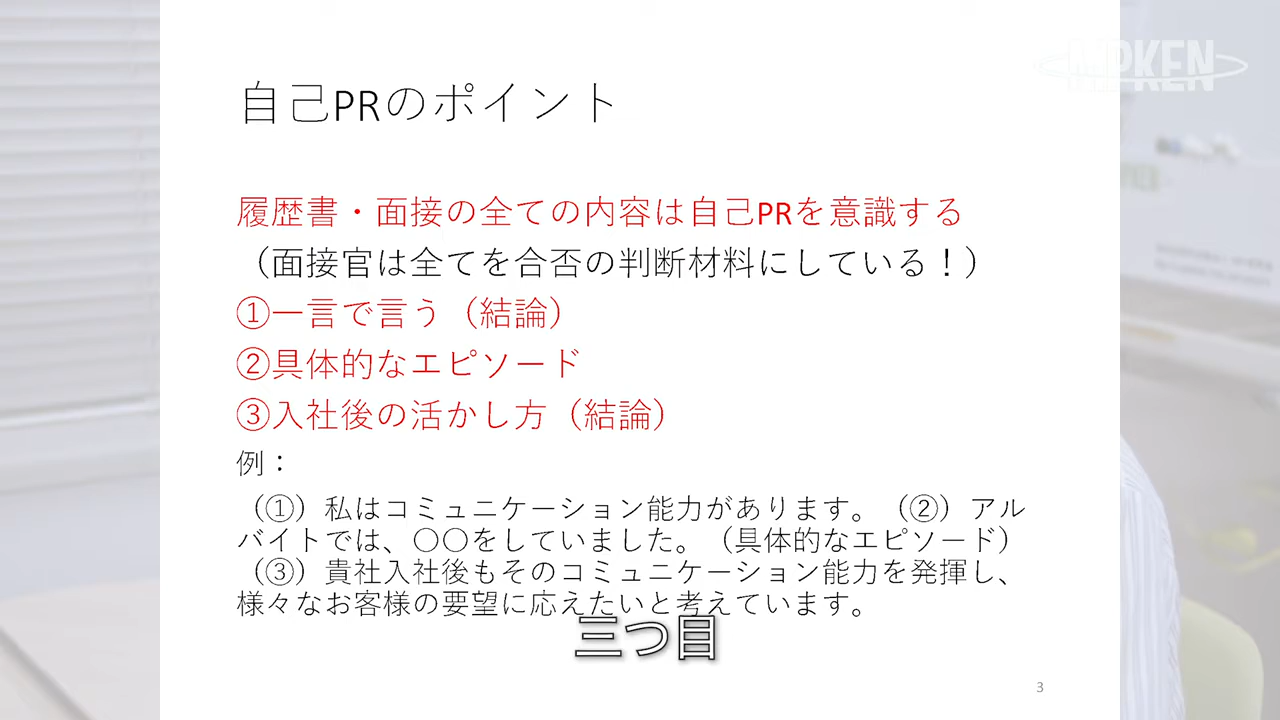 MPKEN
自己PRのポイント
履歴書・面接の全ての内容は自己PRを意識する
（面接官は全てを合否の判断材料にしている！）
①一言で言う（結論）
②具体的なエピソード
③入社後の活かし方（結論）
例：
（①）私はコミュニケーション能力があります。（②）アル
バイトでは、〇〇をしていました。（具体的なエピソード）
（③）貴社入社後もそのコミュニケーション能力を発揮し、
様々なお客様の要望に応えたいと考えています。
三つ目
3